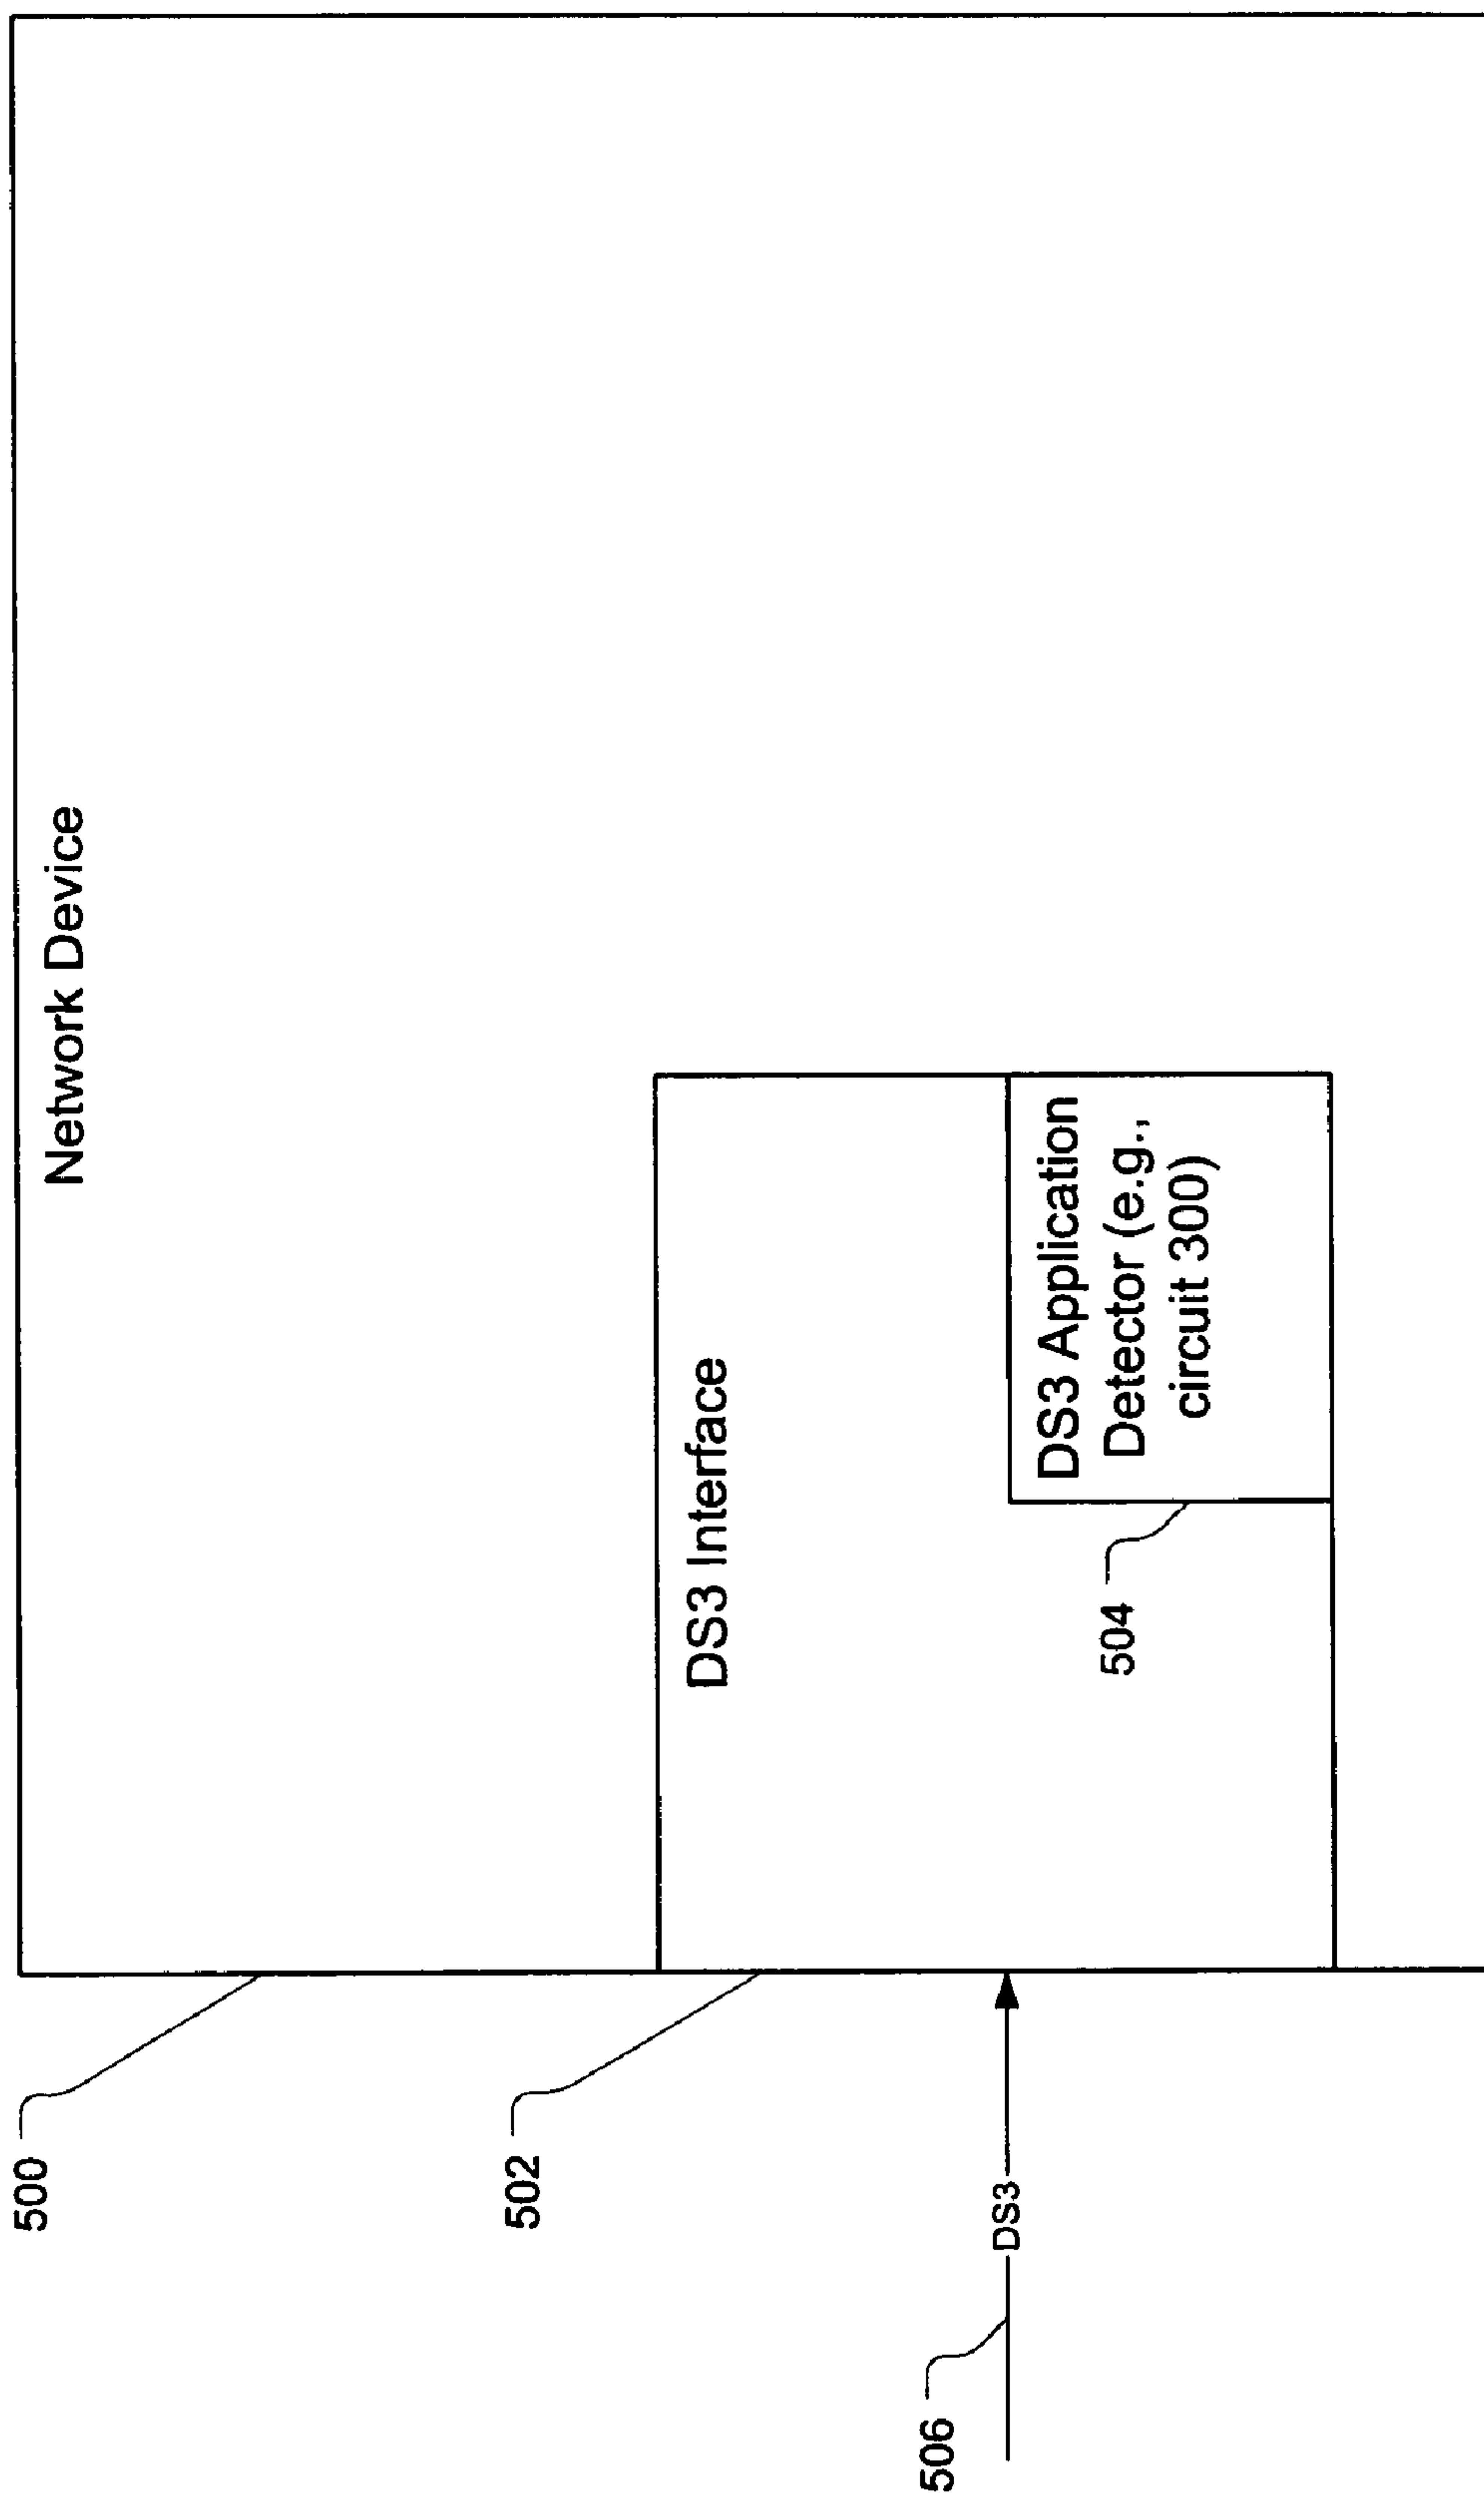 500
Network Device
502
DS3 Interface
506
DS3
504
DS3 Application
Detector (e.g.,
circuit 300)